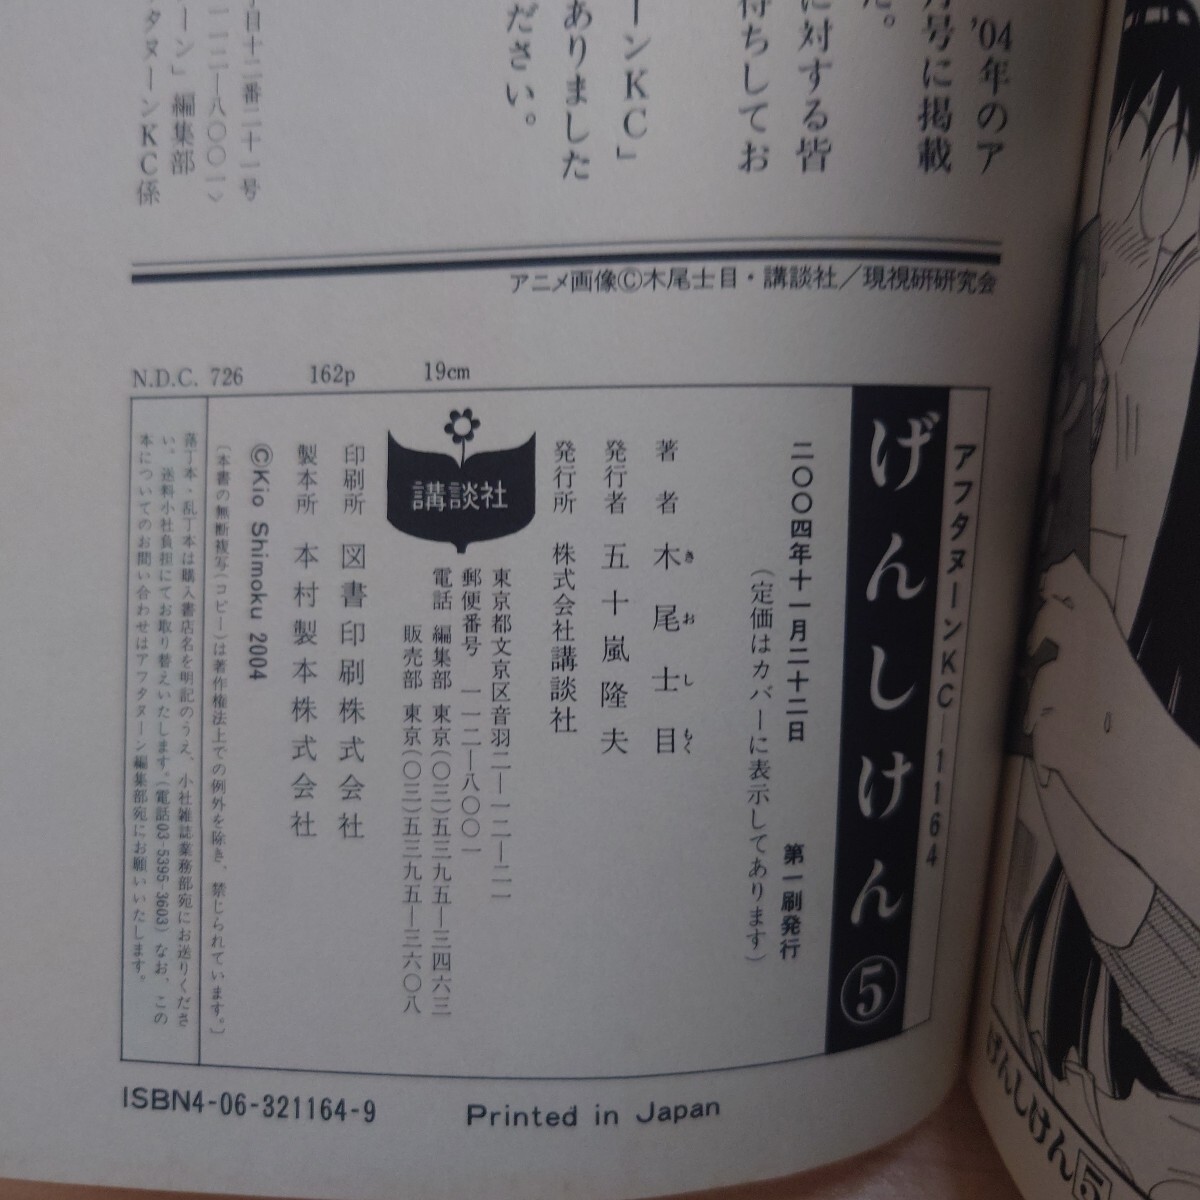 '04年のア
月号に掲載
に対する皆
待ちしてお
ーンKC」
ありました
ださい。
丁目十二番二十一号
一一二―八〇〇一〉
ーン」編集部
フタヌーンKC係
アニメ画像©木尾士目・講談社／現視研研究会
N.D.C. 726 162p 19cm
アフタヌーンKC―1164
げんしけん⑤
二〇〇四年十一月二十二日 第一刷発行
（定価はカバーに表示してあります）
著者 木尾士目
き お し もく
発行者 五十嵐隆夫
発行所 株式会社講談社
東京都文京区音羽二―一二―二一
郵便番号 一一二―八〇〇一
電話 編集部 東京(〇三)五三九五―三四六三
販売部 東京(〇三)五三九五―三六〇八
講談社
印刷所 図書印刷株式会社
製本所 本村製本株式会社
©Kio Shimoku 2004
〔本書の無断複写(コピー)は著作権法上での例外を除き、禁じられています。〕
落丁本・乱丁本は購入書店名を明記のうえ、小社雑誌業務部宛にお送りくださ
い。送料小社負担にてお取り替えいたします。(電話03-5395-3603) なお、この
本についてのお問い合わせはアフタヌーン編集部宛にお願いいたします。
ISBN4-06-321164-9
Printed in Japan
げんしけん5